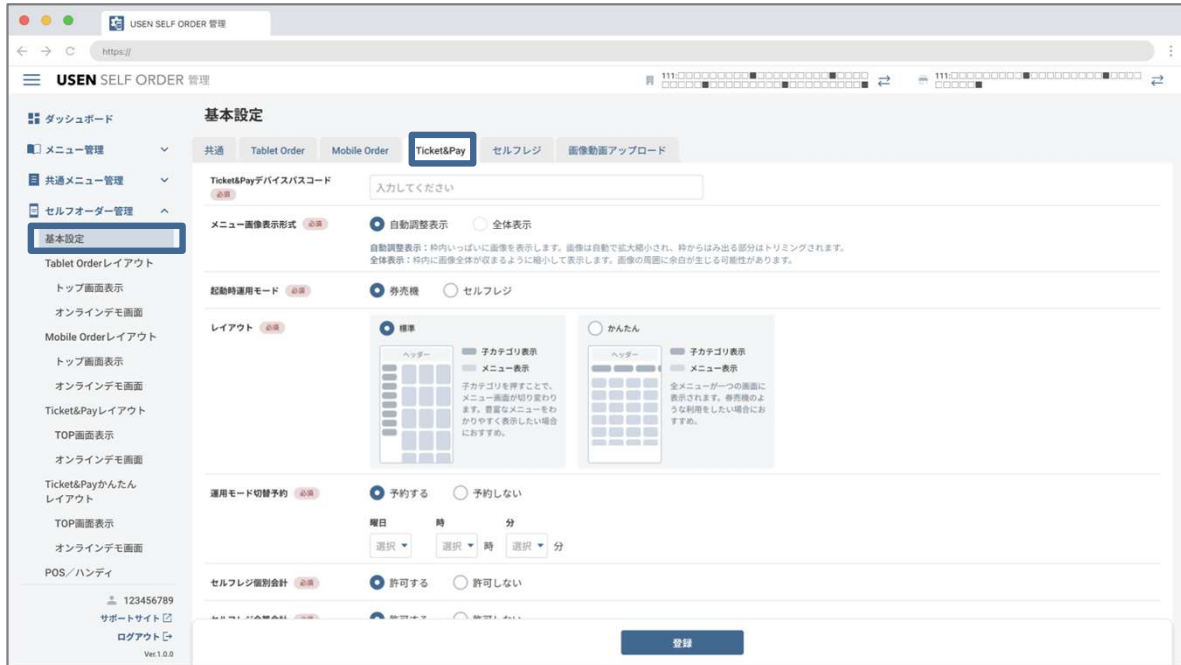 USEN SELF ORDER 管理
https://
USEN SELF ORDER 管理
111:□□□□□□□□□■□□□□□□□□□■□□□□
□□□□□■□□□□□□□□□■□□□□□□□□□■
111:□□□□□□□□□■□□□□□□□□□■□□□□
□□□□□■
ダッシュボード
メニュー管理
共通メニュー管理
セルフオーダー管理
基本設定
Tablet Orderレイアウト
トップ画面表示
オンラインデモ画面
Mobile Orderレイアウト
トップ画面表示
オンラインデモ画面
Ticket&Payレイアウト
TOP画面表示
オンラインデモ画面
Ticket&Payかんたん
レイアウト
TOP画面表示
オンラインデモ画面
POS／ハンディ
123456789
サポートサイト
ログアウト
Ver.1.0.0
基本設定
共通 Tablet Order Mobile Order Ticket&Pay セルフレジ 画像動画アップロード
Ticket&Payデバイスパスコード
必須
入力してください
メニュー画像表示形式 必須 自動調整表示 全体表示
自動調整表示：枠内いっぱいに画像を表示します。画像は自動で拡大縮小され、枠からはみ出る部分はトリミングされます。
全体表示：枠内に画像全体が収まるように縮小して表示します。画像の周囲に余白が生じる可能性があります。
起動時運用モード 必須 券売機 セルフレジ
レイアウト 必須
標準
ヘッダー
子カテゴリ表示
メニュー表示
子カテゴリを押すことで、
メニュー画面が切り変わり
ます。豊富なメニューをわ
かりやすく表示したい場合
におすすめ。
かんたん
ヘッダー
子カテゴリ表示
メニュー表示
全メニューが一つの画面に
表示されます。券売機のよ
うな利用をしたい場合にお
すすめ。
運用モード切替予約 必須 予約する 予約しない
曜日 時 分
選択 選択 時 選択 分
セルフレジ個別会計 必須 許可する 許可しない
登録